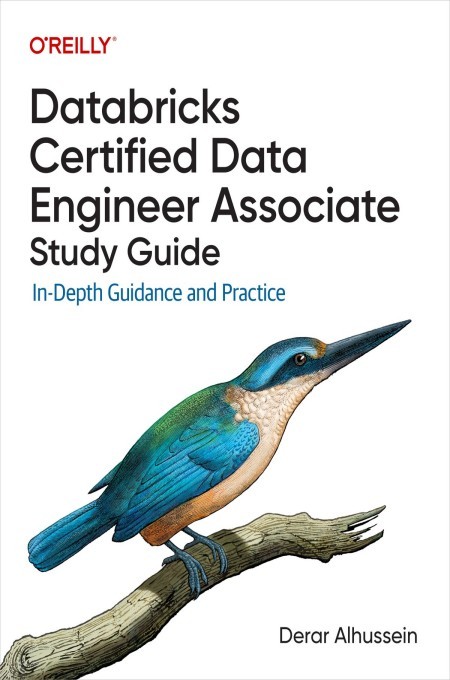 O'REILLY®
Databricks
Certified Data
Engineer Associate
Study Guide
In-Depth Guidance and Practice
Derar Alhussein